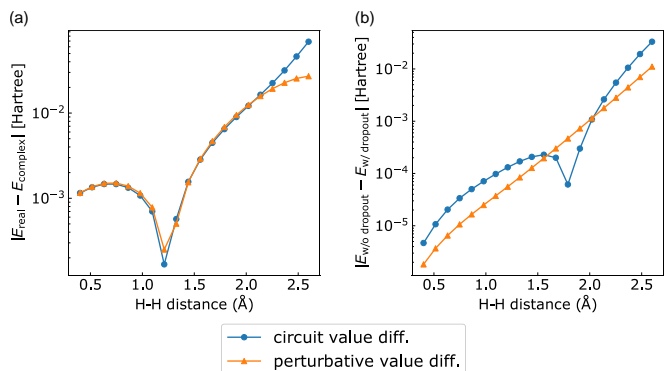 (a)
(b)
|E_real − E_complex| [Hartree]
10⁻²
10⁻³
0.5 1.0 1.5 2.0 2.5
H-H distance (Å)
|E_w/o dropout − E_w/ dropout| [Hartree]
10⁻²
10⁻³
10⁻⁴
10⁻⁵
0.5 1.0 1.5 2.0 2.5
H-H distance (Å)
circuit value diff.
perturbative value diff.